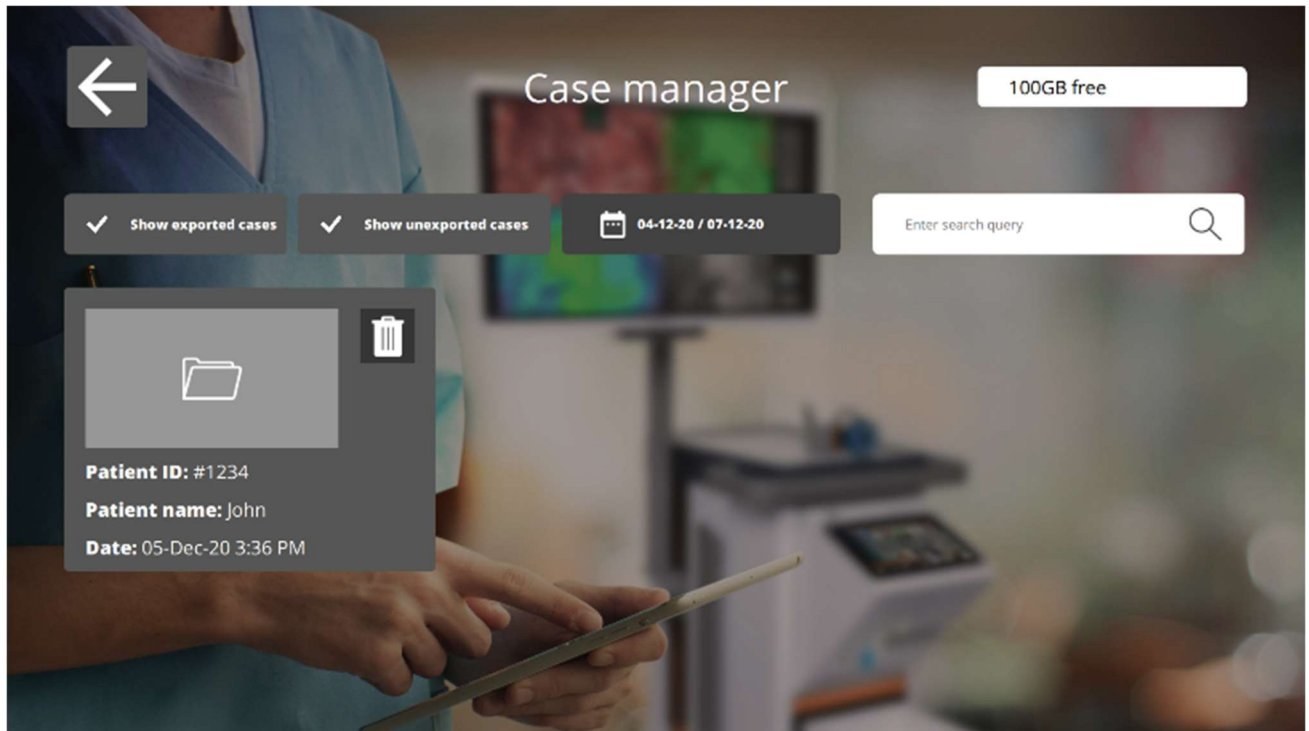 Case manager
100GB free
Show exported cases
Show unexported cases
04-12-20 / 07-12-20
Enter search query
Patient ID: #1234
Patient name: John
Date: 05-Dec-20 3:36 PM